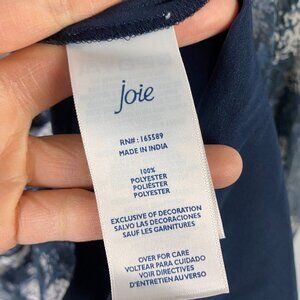 joie
RN#: 165589
MADE IN INDIA
100%
POLYESTER
POLIÉSTER
POLYESTER
EXCLUSIVE OF DECORATION
SALVO LAS DECORACIONES
SAUF LES GARNITURES
OVER FOR CARE
VOLTEAR PARA CUIDADO
VOIR DIRECTIVES
D'ENTRETIEN AU VERSO